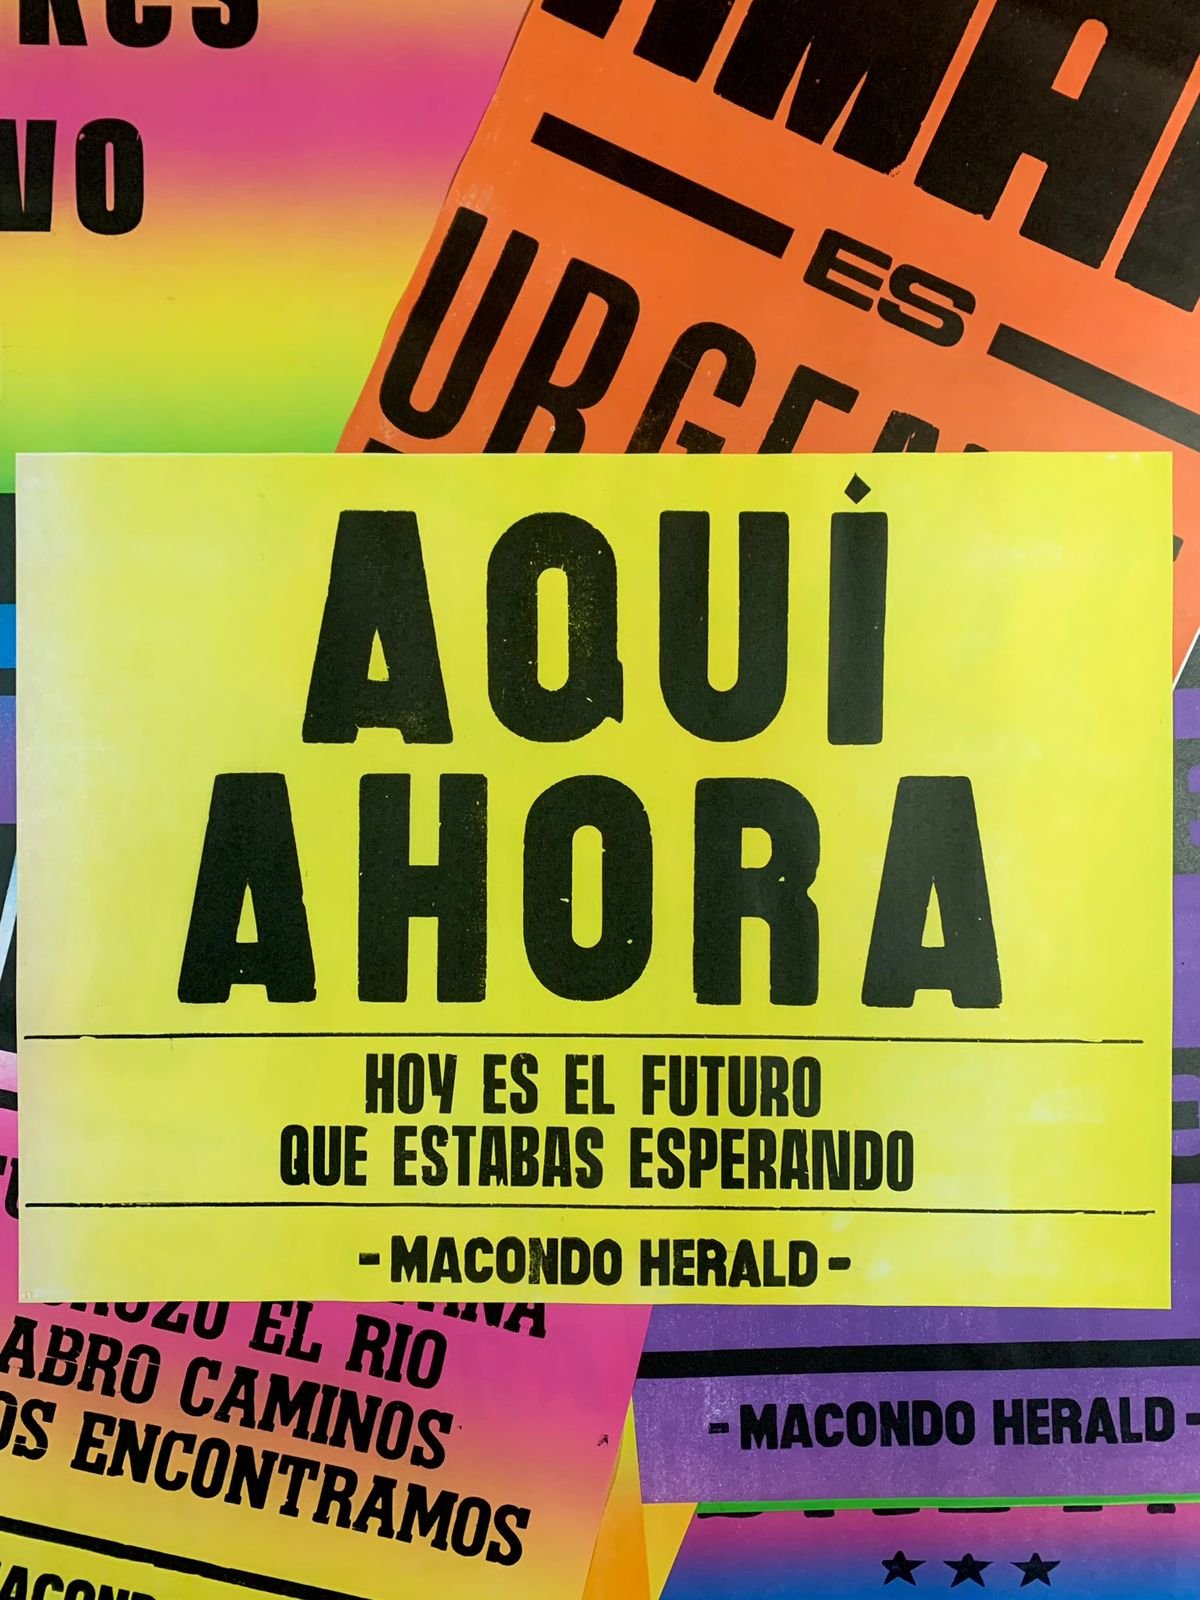 VO
ES
AQUÍ
AHORA
HOY ES EL FUTURO
QUE ESTABAS ESPERANDO
-MACONDO HERALD-
EL RIO
ABRO CAMINOS
ENCONTRAMOS
-MACONDO HERALD-